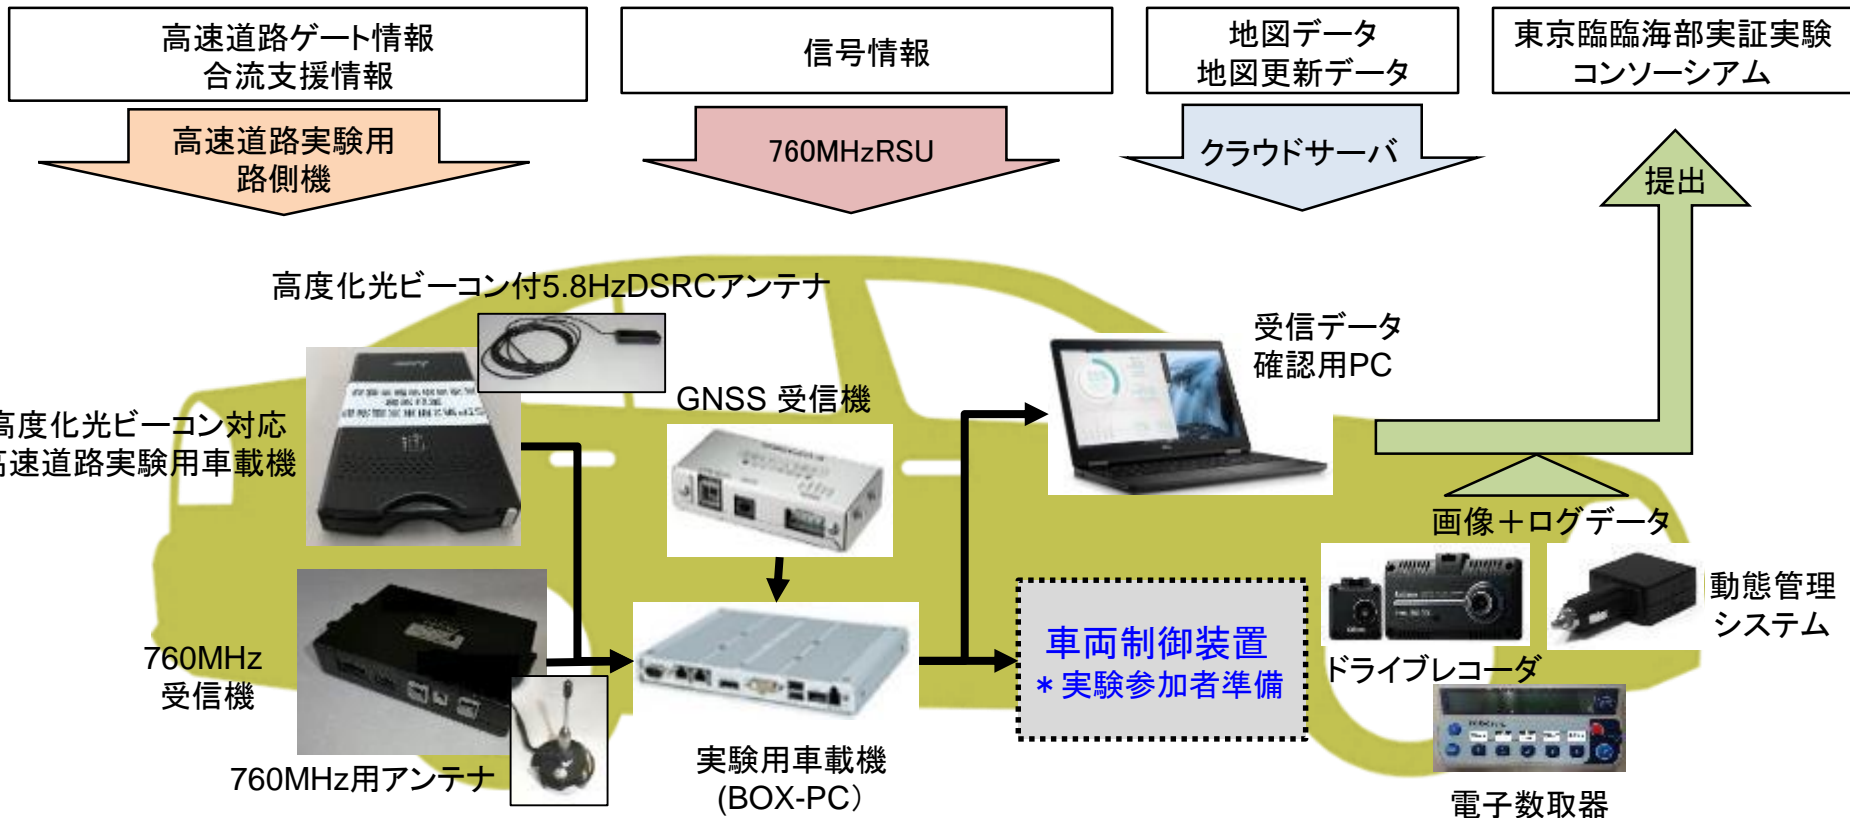 高速道路ゲート情報
合流支援情報
信号情報
地図データ
地図更新データ
東京臨臨海部実証実験
コンソーシアム
高速道路実験用
路側機
760MHzRSU
クラウドサーバ
提出
高度化光ビーコン付5.8HzDSRCアンテナ
受信データ
確認用PC
GNSS 受信機
高度化光ビーコン対応
高速道路実験用車載機
画像＋ログデータ
動態管理
システム
車両制御装置
＊実験参加者準備
ドライブレコーダ
760MHz
受信機
760MHz用アンテナ
実験用車載機
(BOX-PC）
電子数取器